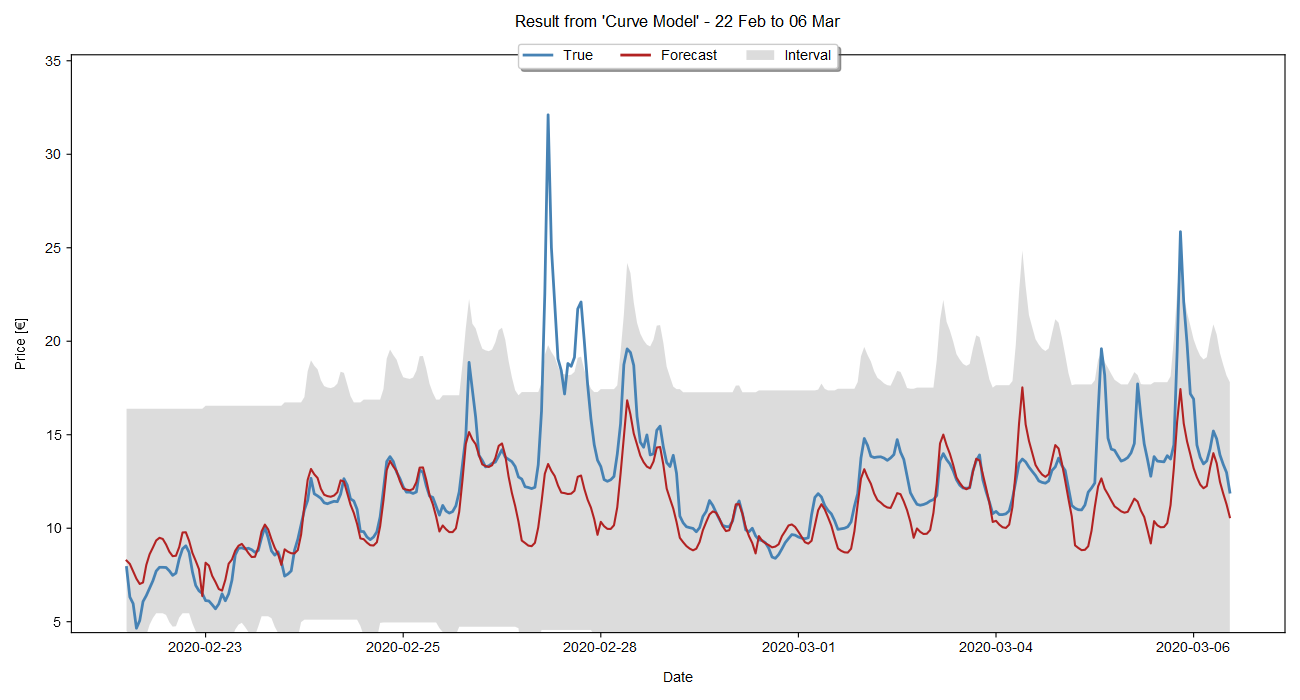 Result from 'Curve Model' - 22 Feb to 06 Mar
True Forecast Interval
35
30
25
20
15
10
5
Price [€]
2020-02-23 2020-02-25 2020-02-28 2020-03-01 2020-03-04 2020-03-06
Date